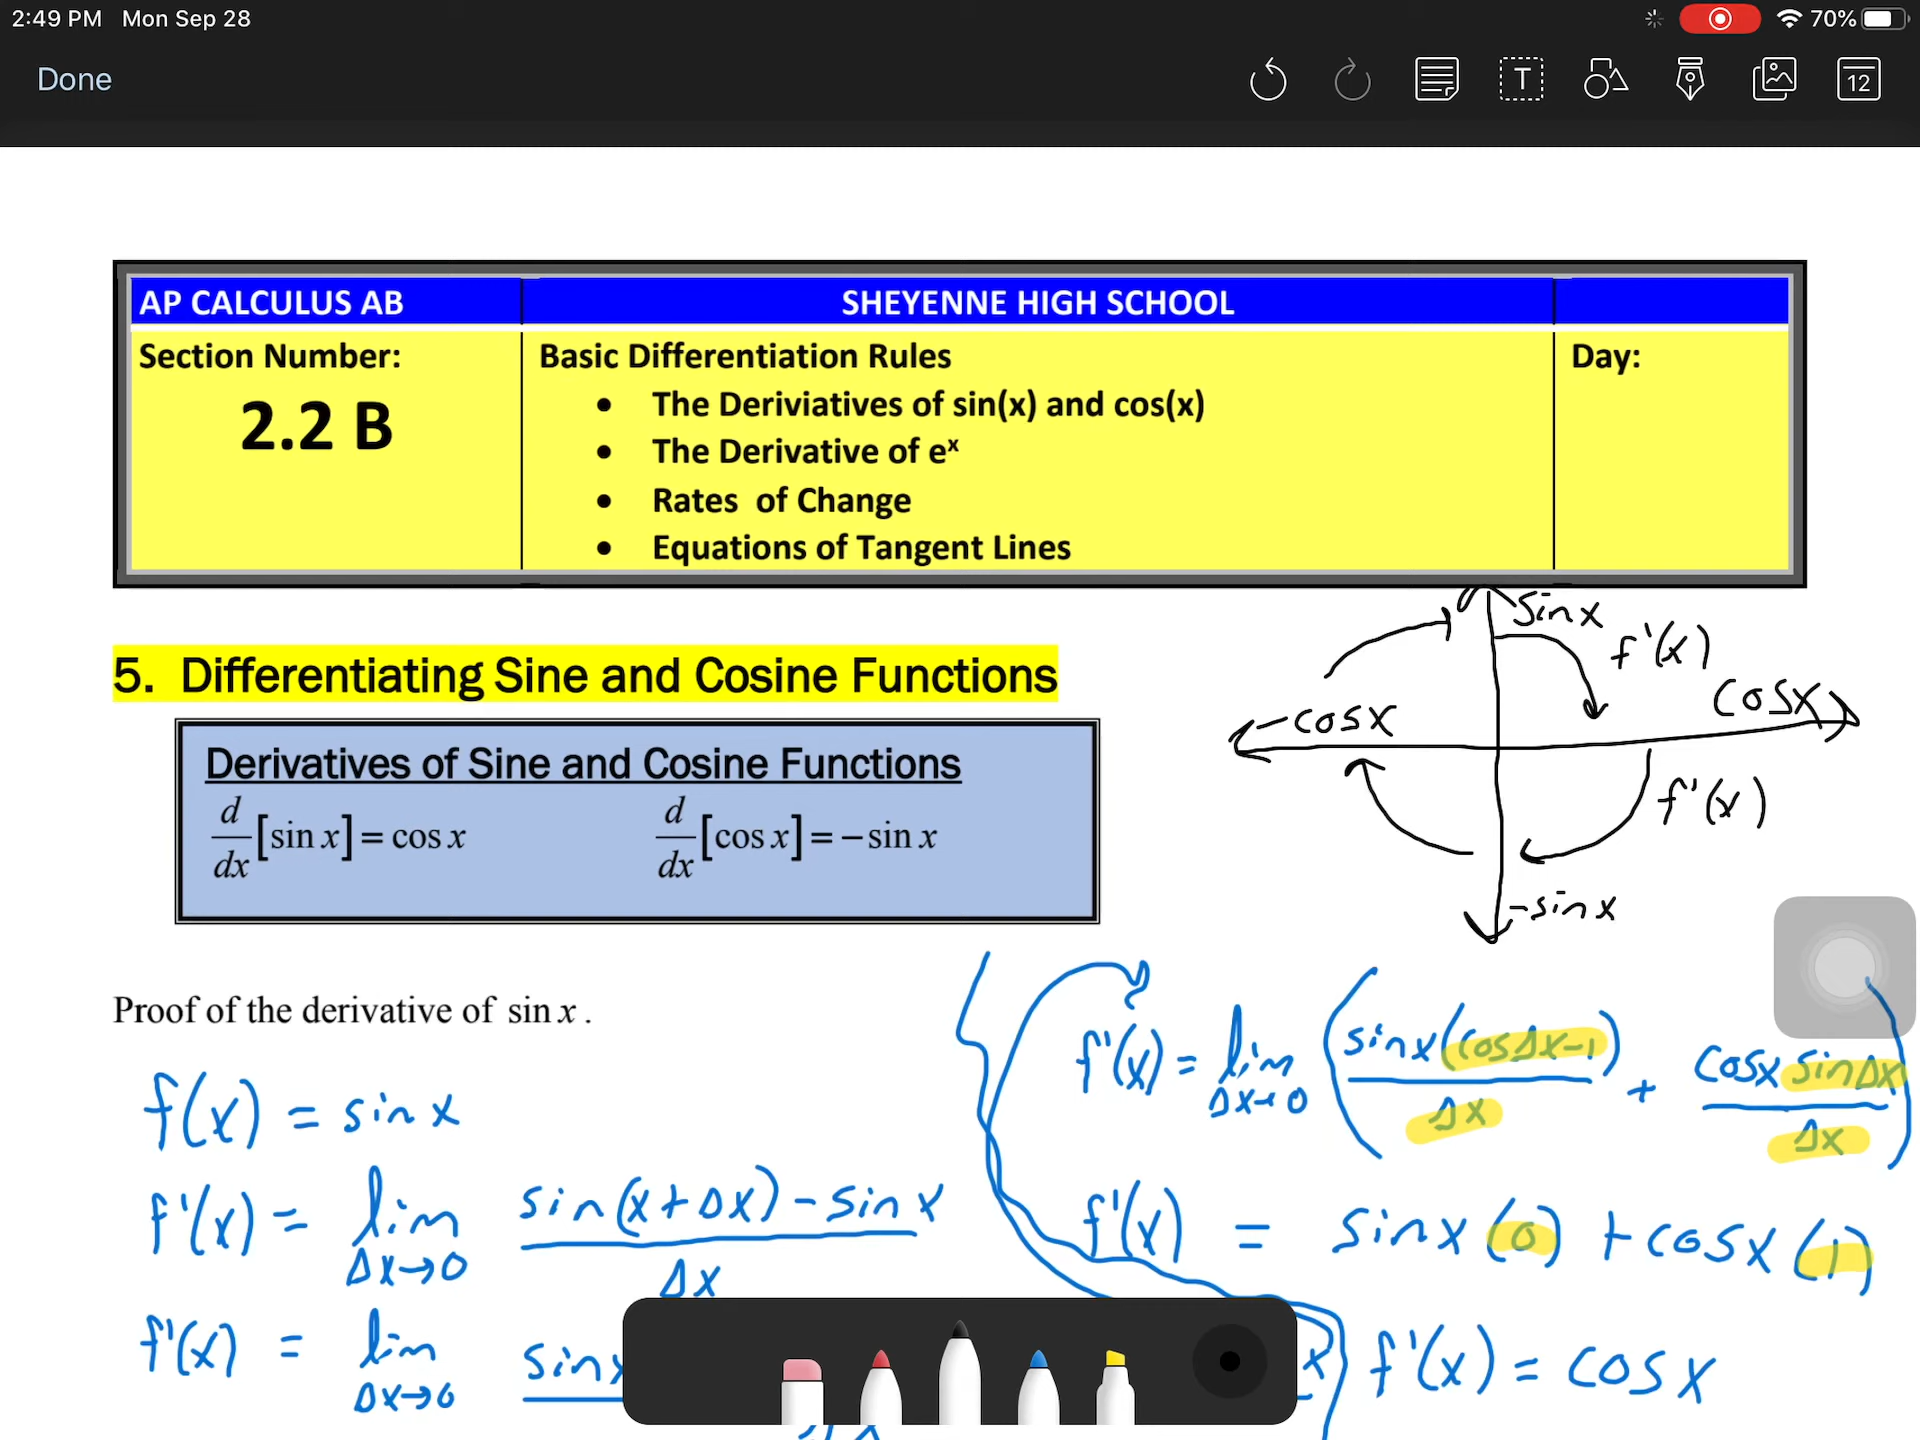 2:49 PM Mon Sep 28
70%
Done
T
12
AP CALCULUS AB
SHEYENNE HIGH SCHOOL
Section Number:
2.2 B
Basic Differentiation Rules
• The Deriviatives of sin(x) and cos(x)
• The Derivative of eˣ
• Rates of Change
• Equations of Tangent Lines
Day:
5. Differentiating Sine and Cosine Functions
Derivatives of Sine and Cosine Functions
d/dx [sin x] = cos x
d/dx [cos x] = − sin x
sin x
f'(x)
cos x
-cos x
f'(x)
-sin x
Proof of the derivative of sin x .
f(x) = sin x
f'(x) = lim Δx→0 (sin(x+Δx) - sin x)/Δx
f'(x) = lim Δx→0 sin x
f'(x) = lim Δx→0 ( sin x (cos Δx - 1)/Δx + cos x sin Δx/Δx )
f'(x) = sin x (0) + cos x (1)
f'(x) = cos x